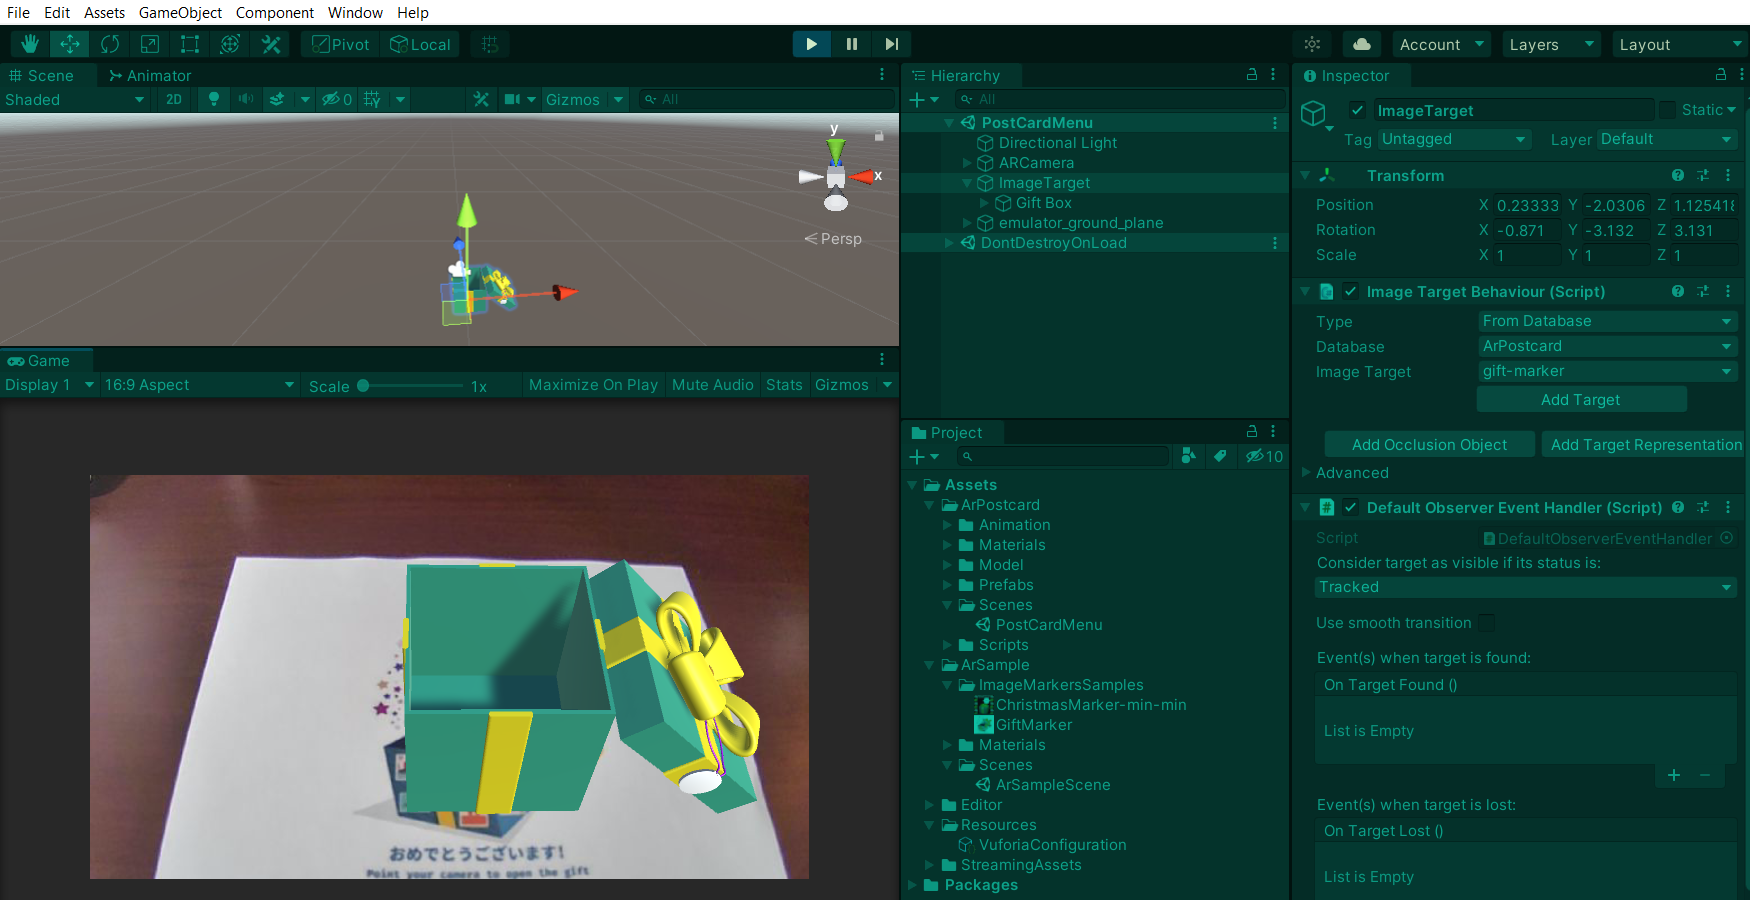 File Edit Assets GameObject Component Window Help
Pivot Local Account Layers Layout
Scene Animator
Shaded 2D 0 Gizmos All
y
x
Persp
Game
Display 1 16:9 Aspect Scale 1x Maximize On Play Mute Audio Stats Gizmos
おめでとうございます!
Point your camera to open the gift
Hierarchy
All
PostCardMenu
Directional Light
ARCamera
ImageTarget
Gift Box
emulator_ground_plane
DontDestroyOnLoad
Project
10
Assets
ArPostcard
Animation
Materials
Model
Prefabs
Scenes
PostCardMenu
Scripts
ArSample
ImageMarkersSamples
ChristmasMarker-min-min
GiftMarker
Materials
Scenes
ArSampleScene
Editor
Resources
VuforiaConfiguration
StreamingAssets
Packages
Inspector
ImageTarget Static
Tag Untagged Layer Default
Transform
Position X 0.23333 Y -2.0306 Z 1.125418
Rotation X -0.871 Y -3.132 Z 3.131
Scale X 1 Y 1 Z 1
Image Target Behaviour (Script)
Type From Database
Database ArPostcard
Image Target gift-marker
Add Target
Add Occlusion Object Add Target Representation
Advanced
# Default Observer Event Handler (Script)
Script # DefaultObserverEventHandler
Consider target as visible if its status is:
Tracked
Use smooth transition
Event(s) when target is found:
On Target Found ()
List is Empty
+ −
Event(s) when target is lost:
On Target Lost ()
List is Empty